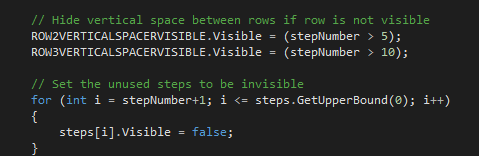 // Hide vertical space between rows if row is not visible
ROW2VERTICALSPACERVISIBLE.Visible = (stepNumber > 5);
ROW3VERTICALSPACERVISIBLE.Visible = (stepNumber > 10);
// Set the unused steps to be invisible
for (int i = stepNumber+1; i <= steps.GetUpperBound(0); i++)
{
steps[i].Visible = false;
}